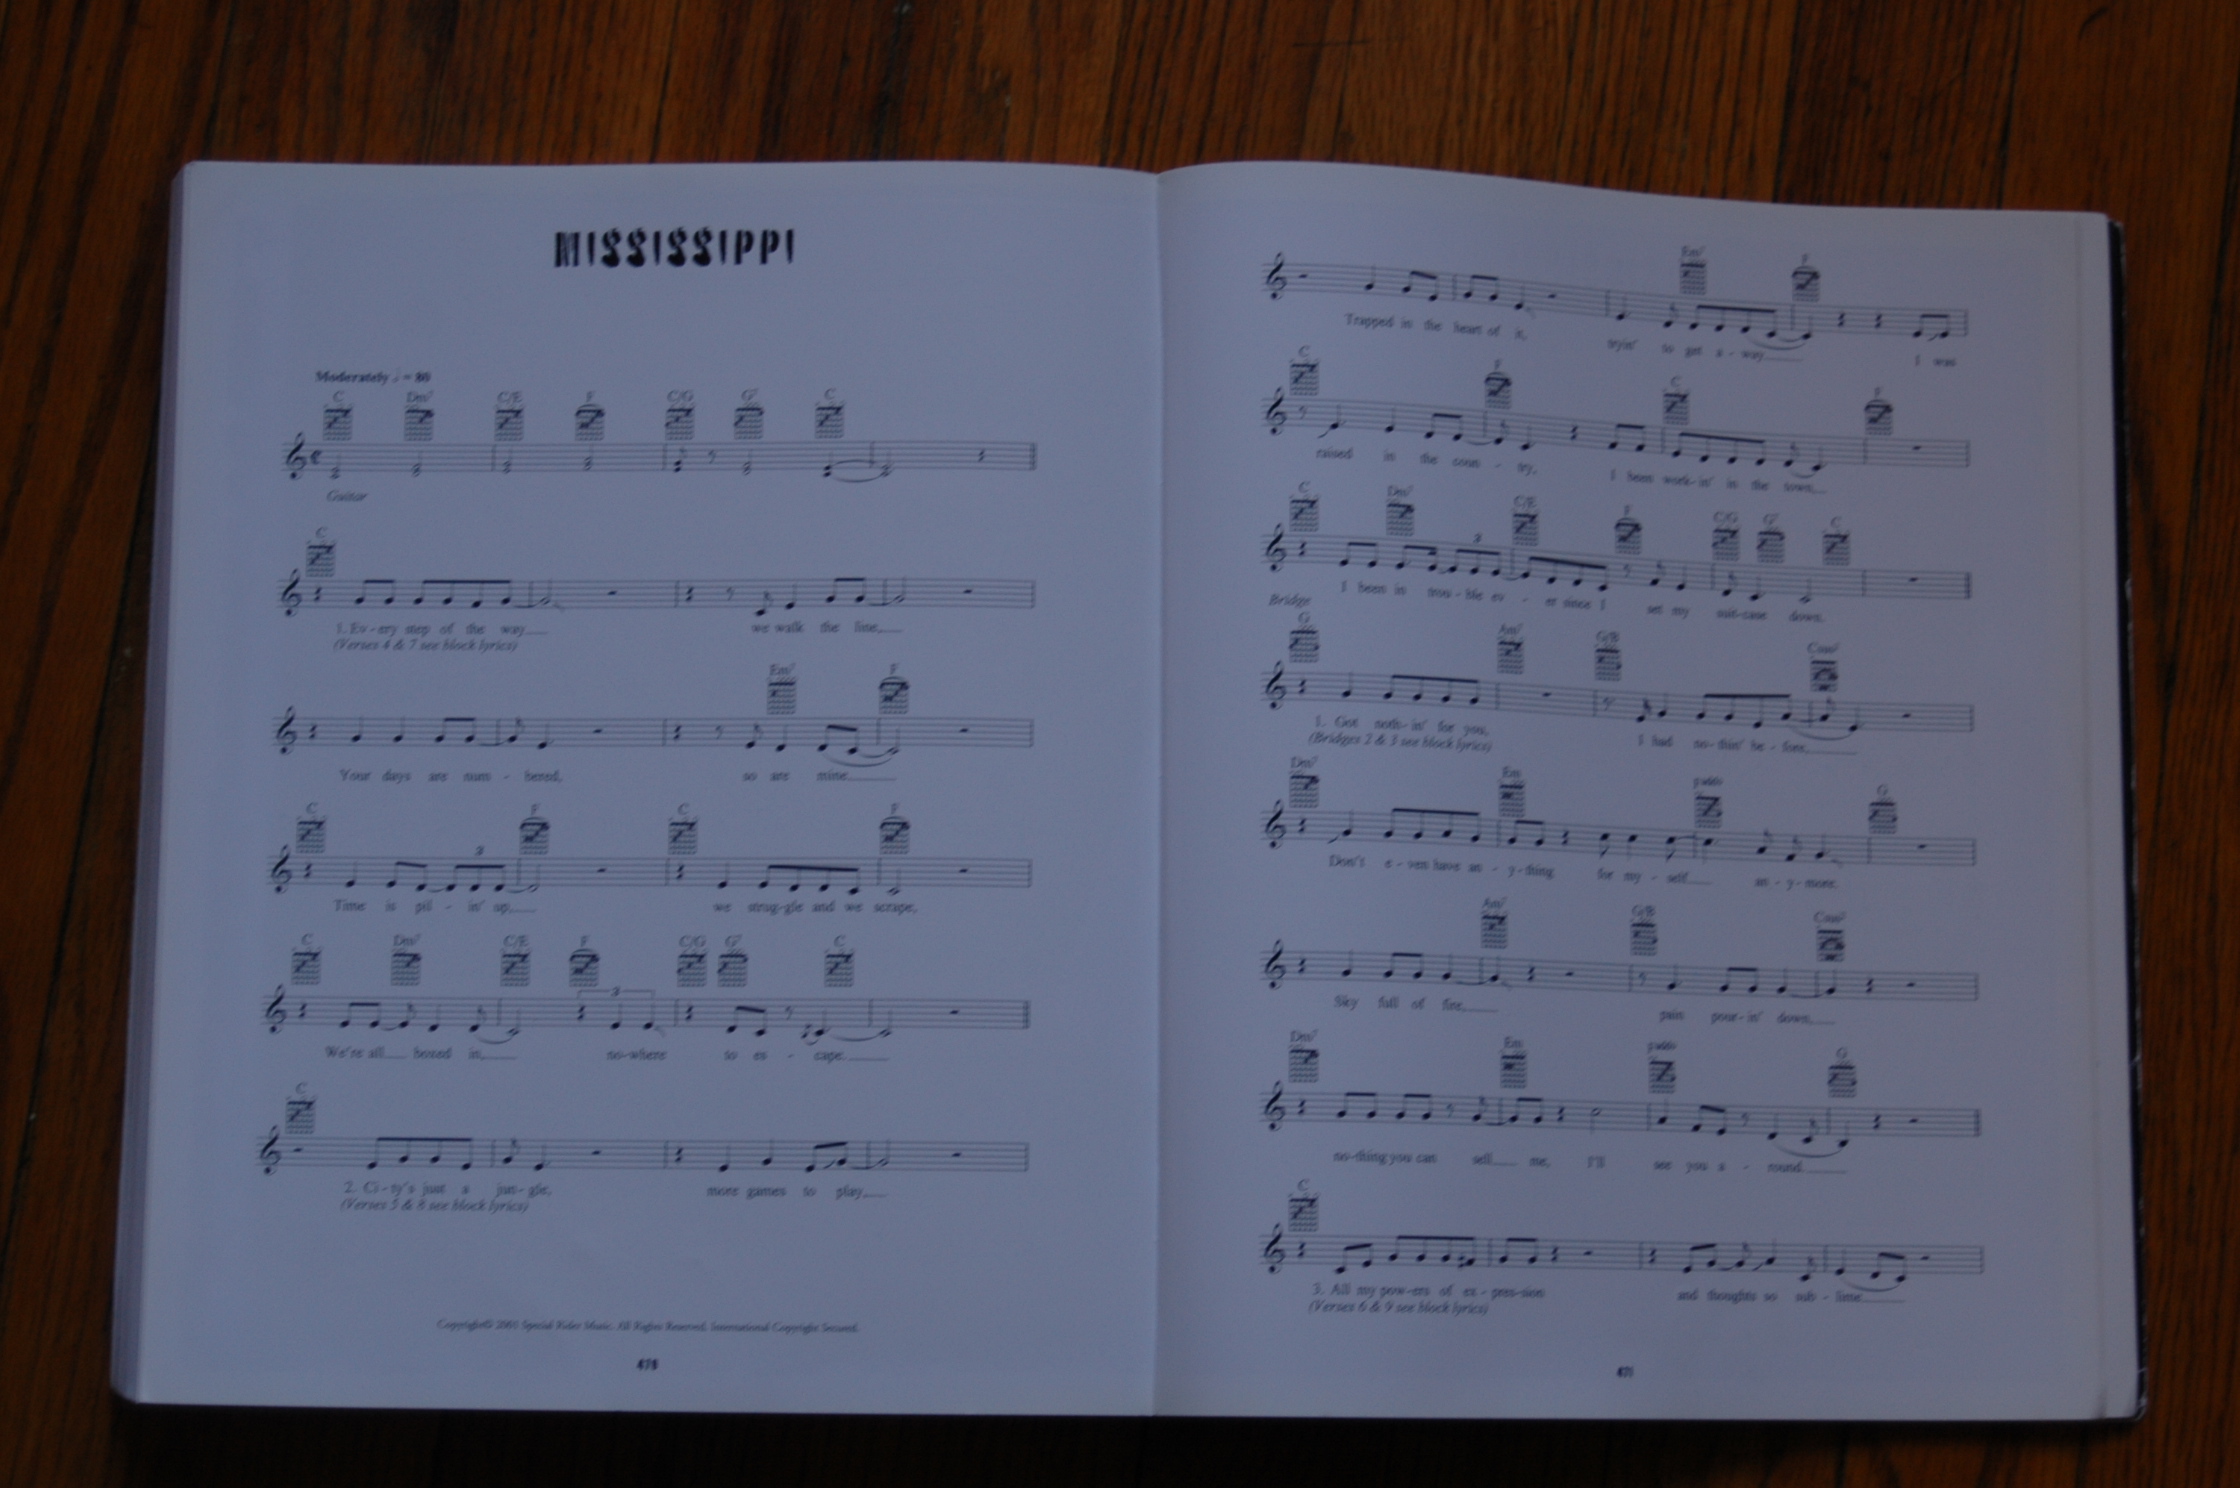 MISSISSIPPI
Moderately ♩ = 80
C Dm7 C/E F C/G G7 C
Guitar
C
1. Ev - ery step of the way we walk the line.
(Verses 4 & 7 see block lyrics)
Em7 F
Your days are num - bered, so are mine.
C F C F
Time is pil - in' up, we strug-gle and we scrape,
C Dm7 C/E F C/G G7 C
3
We're all boxed in, no-where to es - cape.
C
2. Ci - ty's just a jun - gle, more games to play,
(Verses 5 & 8 see block lyrics)
Copyright© Special Rider Music. All Rights Reserved. International Copyright Secured.
Em7 F
Trapped in the heart of it, tryin' to get a - way. I was
C F C F
raised in the coun - try, I been work-in' in the town,
C Dm7 C/E F C/G G7 C
3
I been in trou - ble ev - er since I set my suit-case down.
Bridge
G Am7 G/B
1. Got noth - in' for you, I had no-thin' be - fore,
(Bridges 2 & 3 see block lyrics)
Dm7 Em G
Don't e - ven have an - y - thing for my - self an - y - more.
Am7 G/B
Sky full of fire, pain pour - in' down,
Dm7 Em G
no-thing you can sell me, I'll see you a - round.
C
3. All my pow-ers of ex - pres-sion and thoughts so sub - lime
(Verses 6 & 9 see block lyrics)